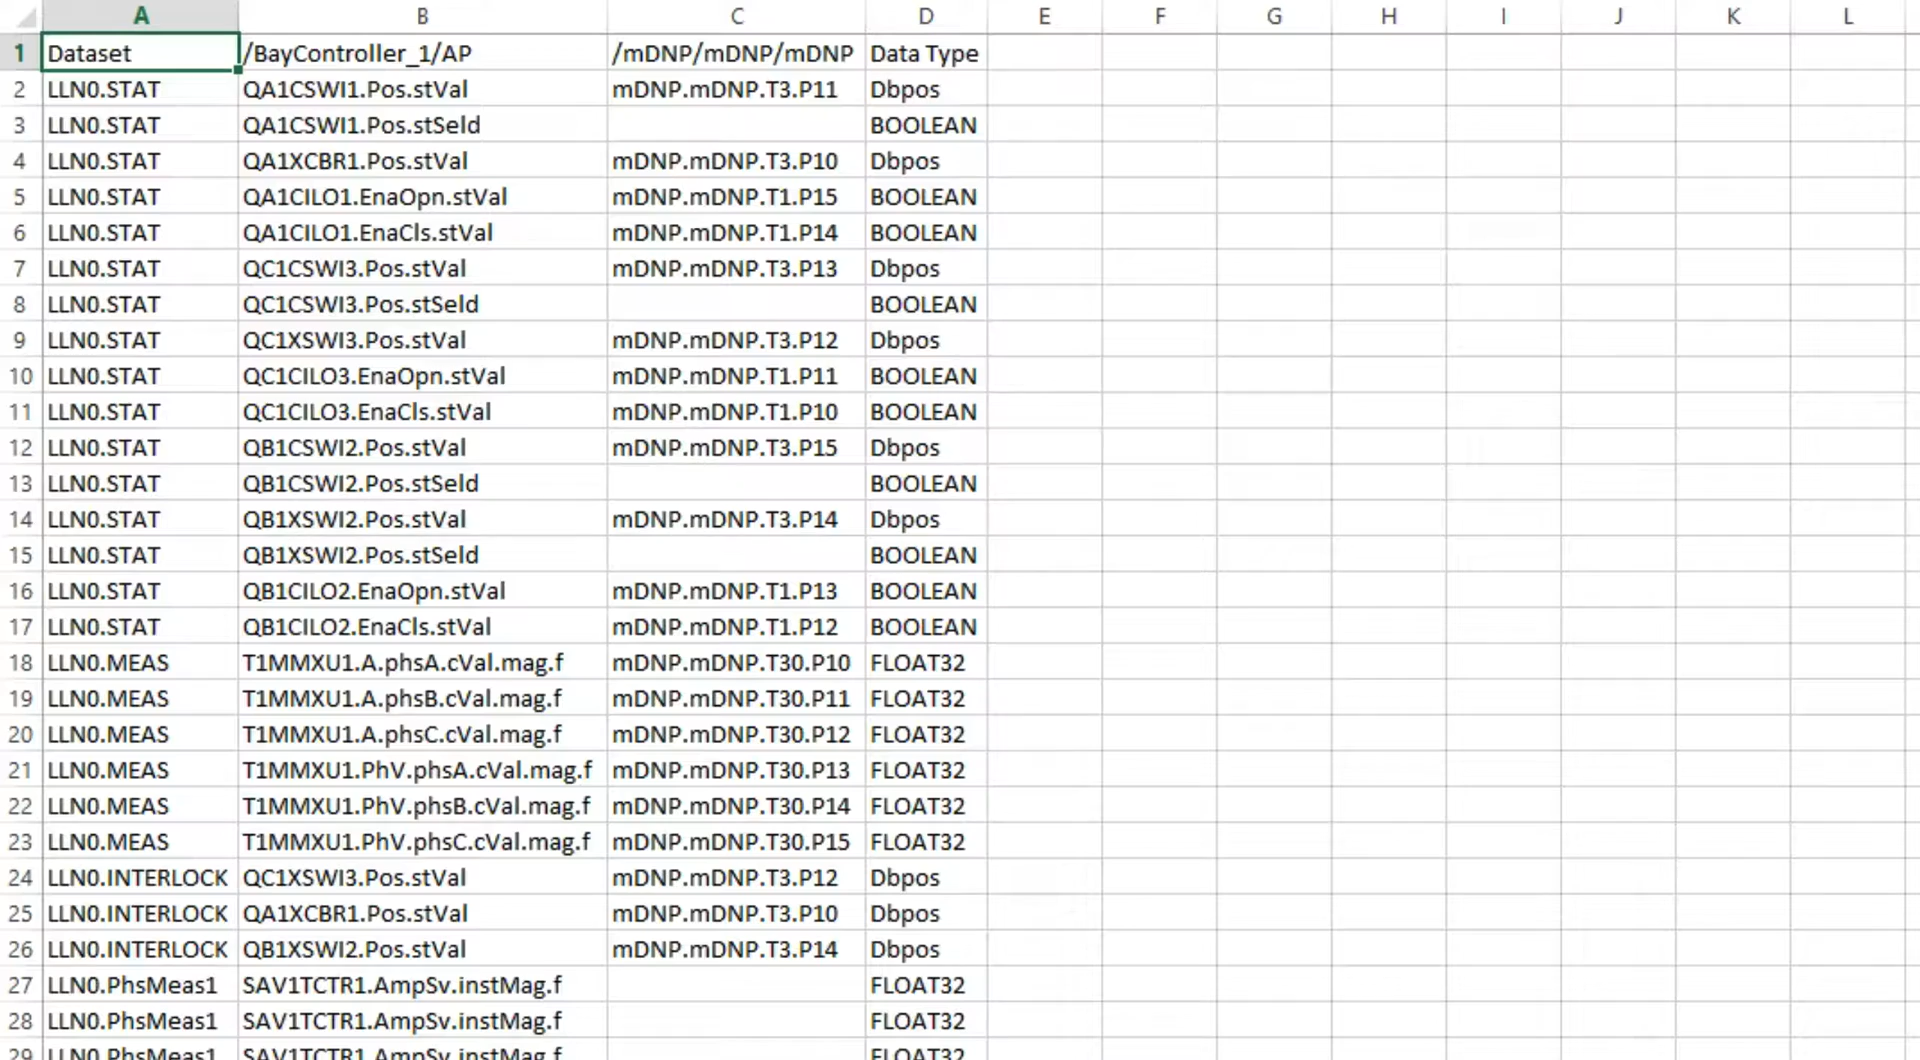 A B C D E F G H I J K L
1 Dataset /BayController_1/AP /mDNP/mDNP/mDNP Data Type
2 LLN0.STAT QA1CSWI1.Pos.stVal mDNP.mDNP.T3.P11 Dbpos
3 LLN0.STAT QA1CSWI1.Pos.stSeld BOOLEAN
4 LLN0.STAT QA1XCBR1.Pos.stVal mDNP.mDNP.T3.P10 Dbpos
5 LLN0.STAT QA1CILO1.EnaOpn.stVal mDNP.mDNP.T1.P15 BOOLEAN
6 LLN0.STAT QA1CILO1.EnaCls.stVal mDNP.mDNP.T1.P14 BOOLEAN
7 LLN0.STAT QC1CSWI3.Pos.stVal mDNP.mDNP.T3.P13 Dbpos
8 LLN0.STAT QC1CSWI3.Pos.stSeld BOOLEAN
9 LLN0.STAT QC1XSWI3.Pos.stVal mDNP.mDNP.T3.P12 Dbpos
10 LLN0.STAT QC1CILO3.EnaOpn.stVal mDNP.mDNP.T1.P11 BOOLEAN
11 LLN0.STAT QC1CILO3.EnaCls.stVal mDNP.mDNP.T1.P10 BOOLEAN
12 LLN0.STAT QB1CSWI2.Pos.stVal mDNP.mDNP.T3.P15 Dbpos
13 LLN0.STAT QB1CSWI2.Pos.stSeld BOOLEAN
14 LLN0.STAT QB1XSWI2.Pos.stVal mDNP.mDNP.T3.P14 Dbpos
15 LLN0.STAT QB1XSWI2.Pos.stSeld BOOLEAN
16 LLN0.STAT QB1CILO2.EnaOpn.stVal mDNP.mDNP.T1.P13 BOOLEAN
17 LLN0.STAT QB1CILO2.EnaCls.stVal mDNP.mDNP.T1.P12 BOOLEAN
18 LLN0.MEAS T1MMXU1.A.phsA.cVal.mag.f mDNP.mDNP.T30.P10 FLOAT32
19 LLN0.MEAS T1MMXU1.A.phsB.cVal.mag.f mDNP.mDNP.T30.P11 FLOAT32
20 LLN0.MEAS T1MMXU1.A.phsC.cVal.mag.f mDNP.mDNP.T30.P12 FLOAT32
21 LLN0.MEAS T1MMXU1.PhV.phsA.cVal.mag.f mDNP.mDNP.T30.P13 FLOAT32
22 LLN0.MEAS T1MMXU1.PhV.phsB.cVal.mag.f mDNP.mDNP.T30.P14 FLOAT32
23 LLN0.MEAS T1MMXU1.PhV.phsC.cVal.mag.f mDNP.mDNP.T30.P15 FLOAT32
24 LLN0.INTERLOCK QC1XSWI3.Pos.stVal mDNP.mDNP.T3.P12 Dbpos
25 LLN0.INTERLOCK QA1XCBR1.Pos.stVal mDNP.mDNP.T3.P10 Dbpos
26 LLN0.INTERLOCK QB1XSWI2.Pos.stVal mDNP.mDNP.T3.P14 Dbpos
27 LLN0.PhsMeas1 SAV1TCTR1.AmpSv.instMag.f FLOAT32
28 LLN0.PhsMeas1 SAV1TCTR1.AmpSv.instMag.f FLOAT32
29 LLN0.PhsMeas1 SAV1TCTR1.AmpSv.instMag.f FLOAT32